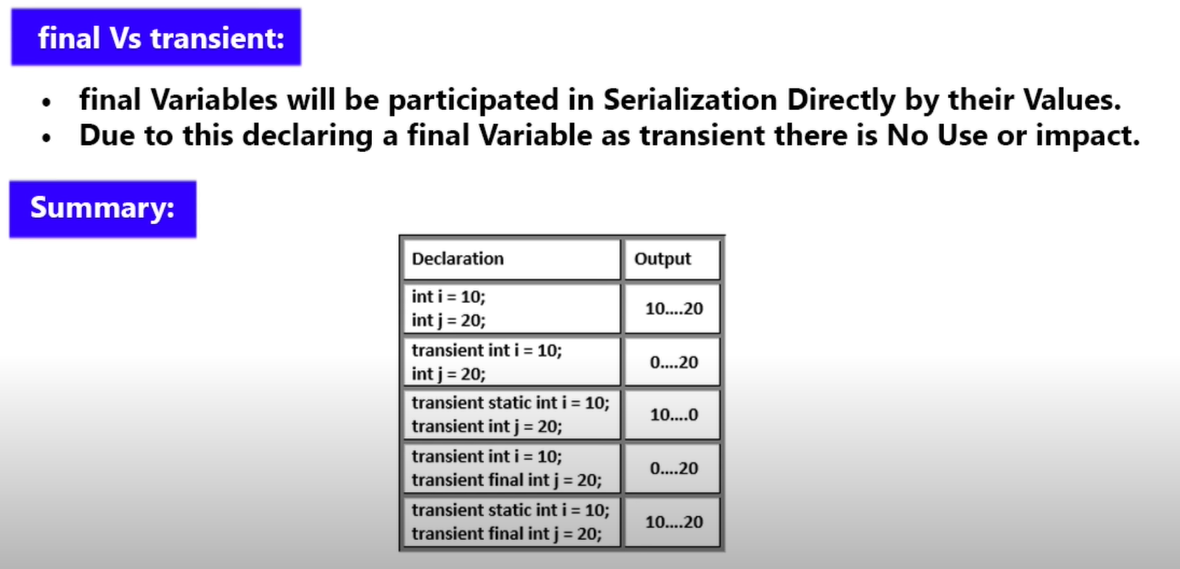 final Vs transient:
• final Variables will be participated in Serialization Directly by their Values.
• Due to this declaring a final Variable as transient there is No Use or impact.
Summary:
Declaration Output
int i = 10;
int j = 20;
10....20
transient int i = 10;
int j = 20;
0....20
transient static int i = 10;
transient int j = 20;
10....0
transient int i = 10;
transient final int j = 20;
0....20
transient static int i = 10;
transient final int j = 20;
10....20